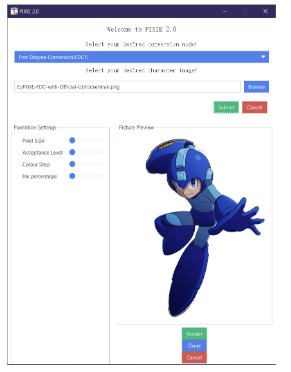 PIXIE 2.0
Welcome to PIXIE 2.0
Select your desired conversion mode!
First Degree Conversion(FDC1)
Select your desired character image!
E:/PIXIE-FDC-with-Official-UI/rockelman.png
Browse
Submit
Cancel
Pixelation Settings
Picture Preview
Pixel Size:
Acceptance Level:
Colour Step:
Ink percentage:
Render
Done
Cancel